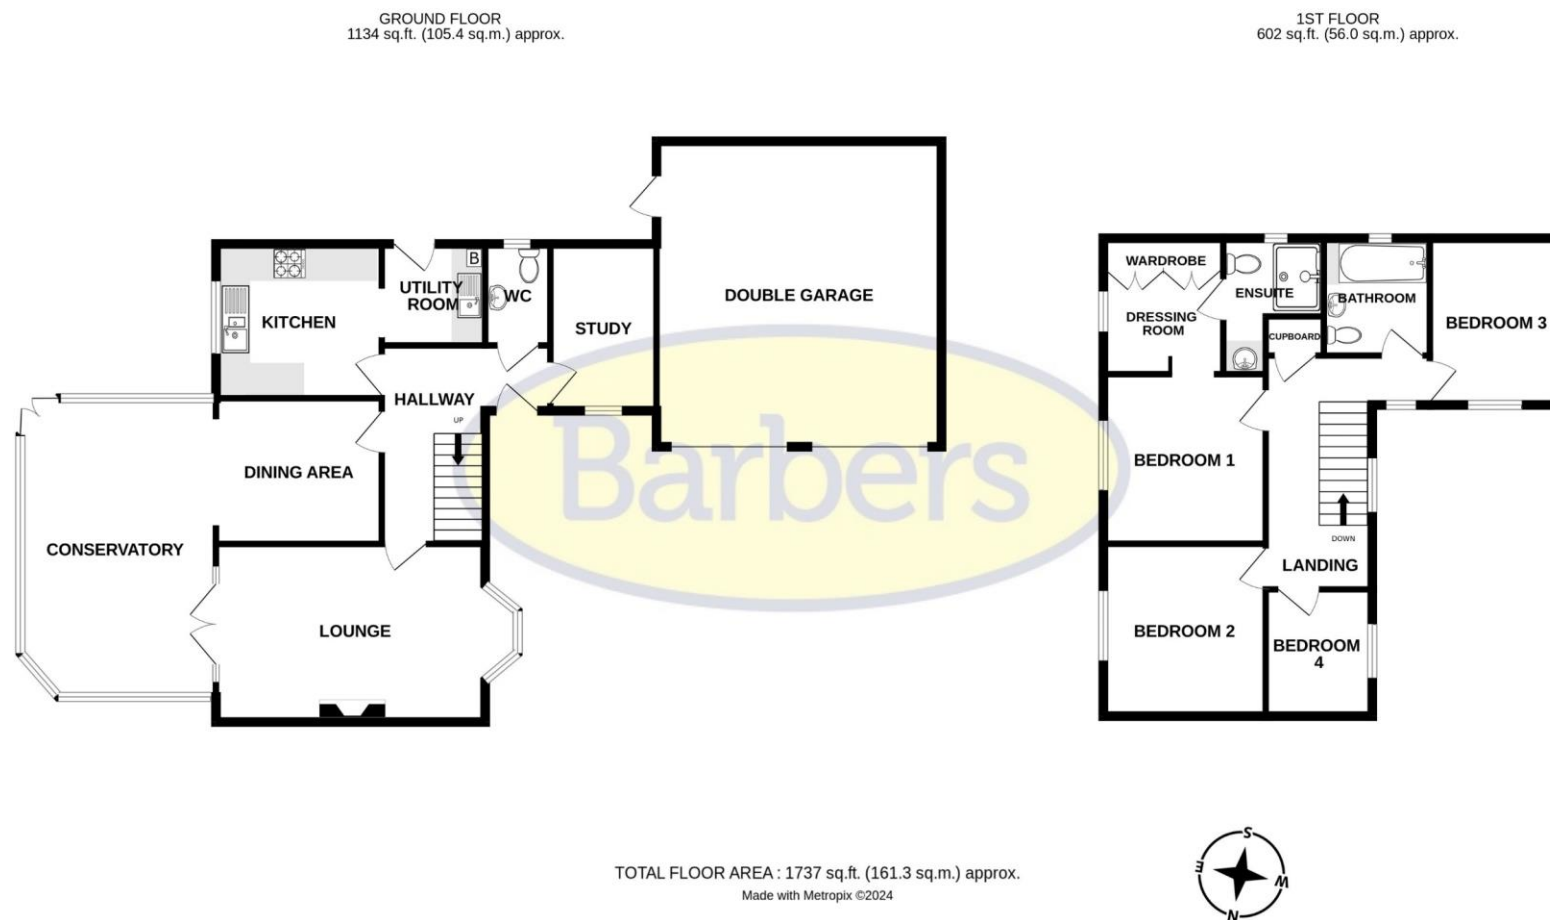 GROUND FLOOR
1134 sq.ft. (105.4 sq.m.) approx.
1ST FLOOR
602 sq.ft. (56.0 sq.m.) approx.
KITCHEN
UTILITY
ROOM
B
WC
STUDY
DOUBLE GARAGE
HALLWAY
UP
DINING AREA
CONSERVATORY
LOUNGE
Barbers
WARDROBE
DRESSING
ROOM
ENSUITE
CUPBOARD
BATHROOM
BEDROOM 3
BEDROOM 1
DOWN
LANDING
BEDROOM 2
BEDROOM
4
TOTAL FLOOR AREA : 1737 sq.ft. (161.3 sq.m.) approx.
Made with Metropix ©2024
S
E
W
N